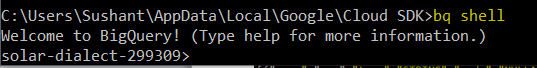 C:\Users\Sushant\AppData\Local\Google\Cloud SDK>bq shell
Welcome to BigQuery! (Type help for more information.)
solar-dialect-299309>